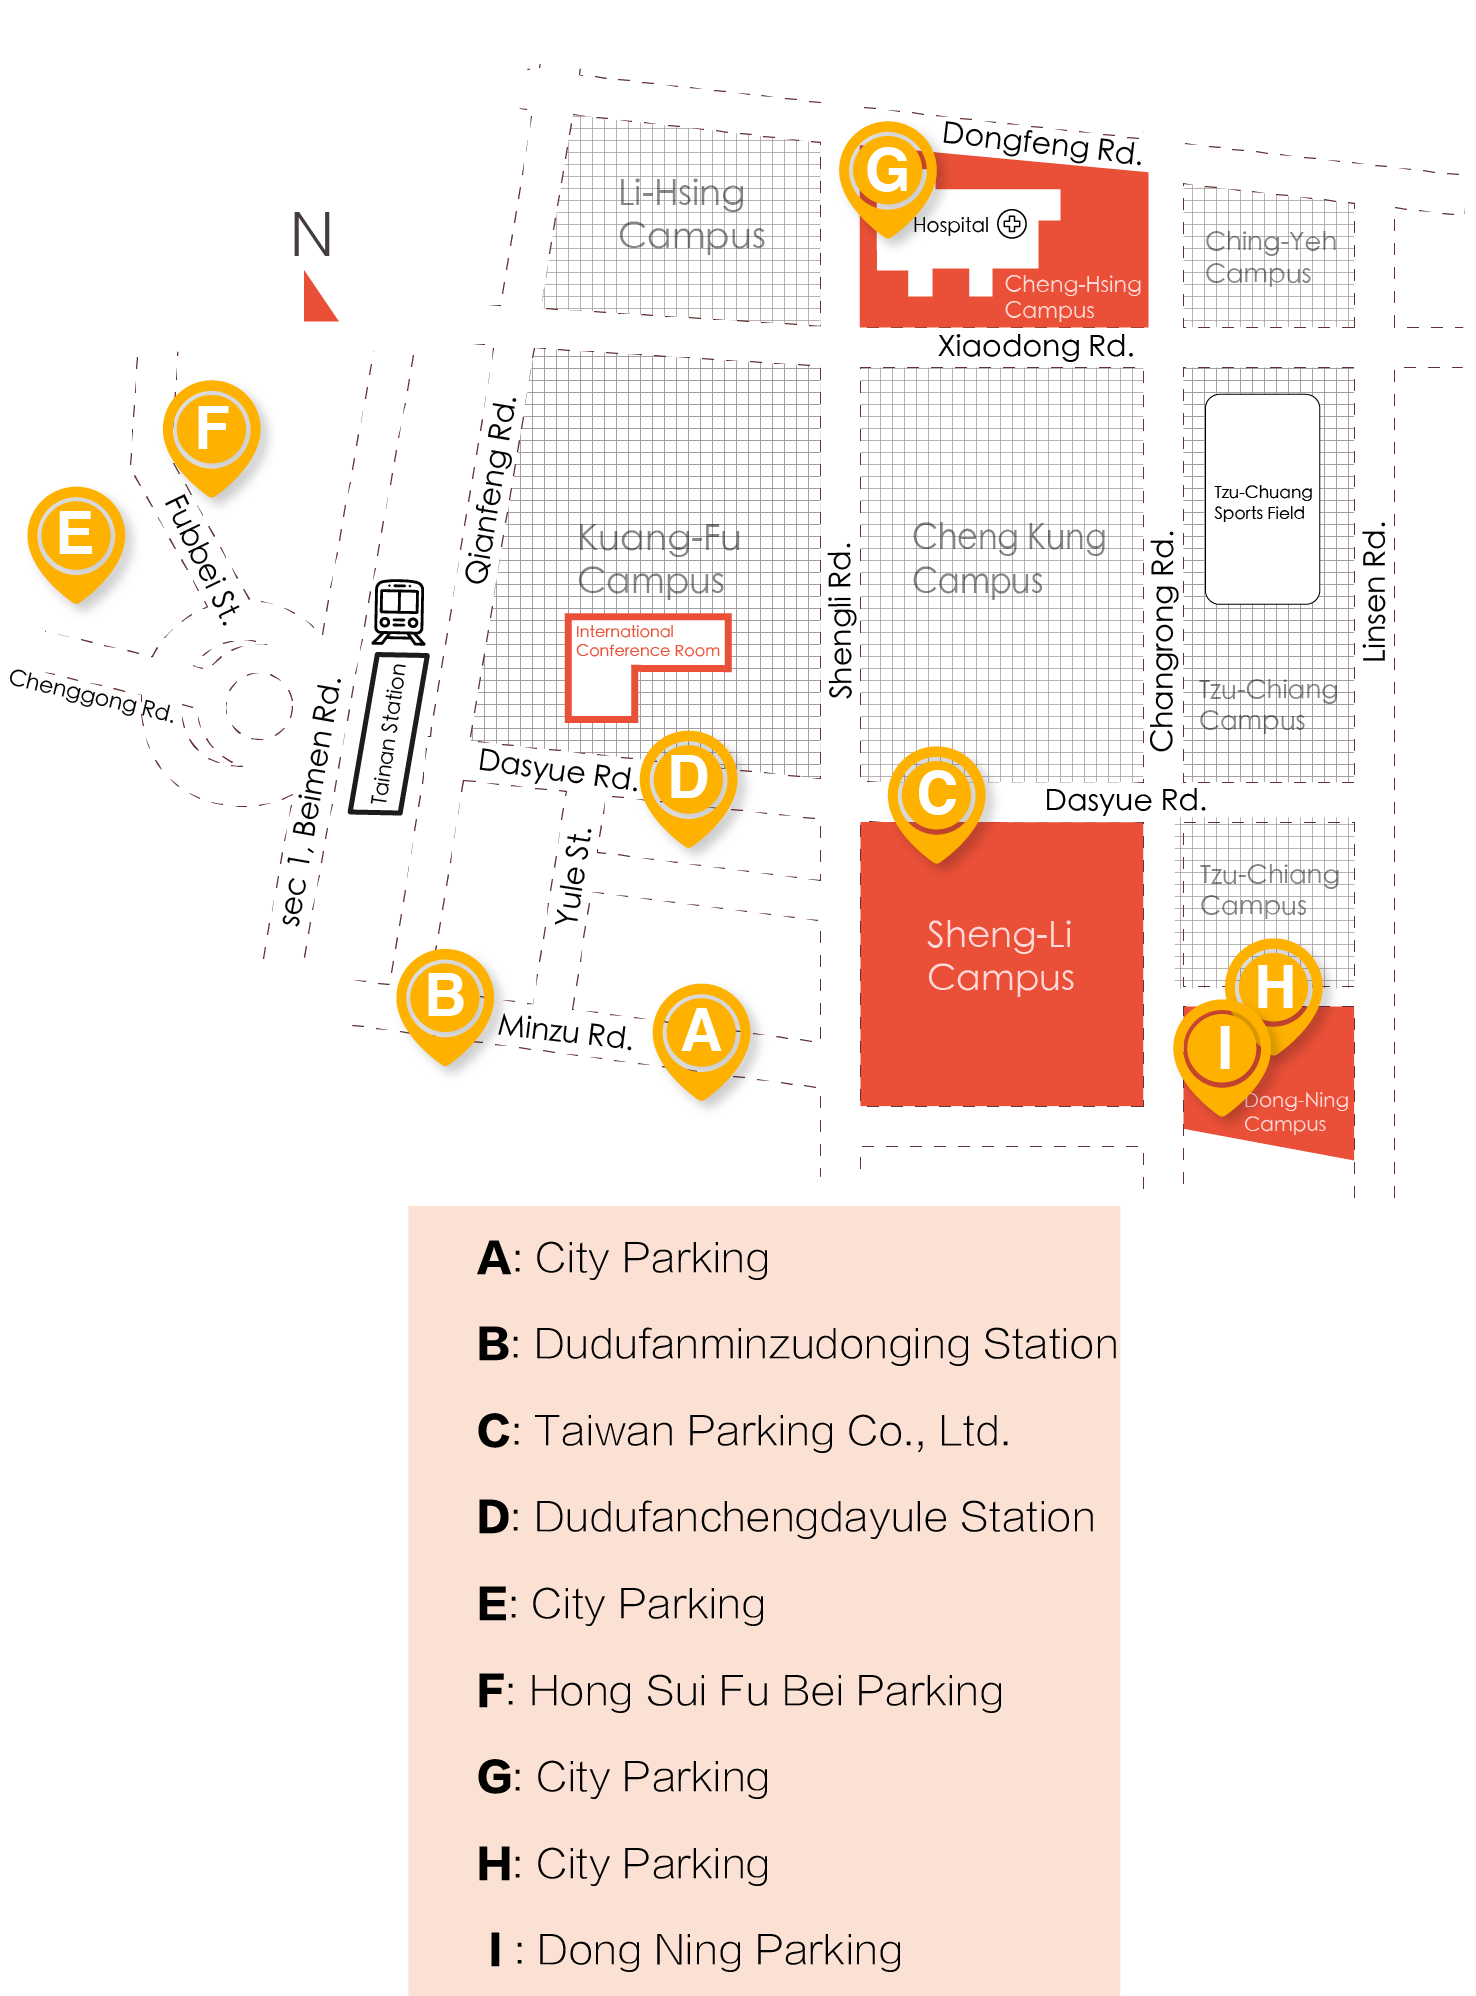 Dongfeng Rd.
G
Li-Hsing
Campus
N
Hospital
Ching-Yeh
Campus
Cheng-Hsing
Campus
Xiaodong Rd.
F
Qianfeng Rd.
E
Fubbei St.
Tzu-Chuang
Sports Field
Kuang-Fu
Campus
Cheng Kung
Campus
Shengli Rd.
Changrong Rd.
Linsen Rd.
International
Conference Room
Chenggong Rd.
Tainan Station
sec 1, Beimen Rd.
Tzu-Chiang
Campus
Dasyue Rd.
D
C
Dasyue Rd.
Yule St.
Tzu-Chiang
Campus
Sheng-Li
Campus
B
Minzu Rd.
A
H
I
Dong-Ning
Campus
A: City Parking
B: Dudufanminzudonging Station
C: Taiwan Parking Co., Ltd.
D: Dudufanchengdayule Station
E: City Parking
F: Hong Sui Fu Bei Parking
G: City Parking
H: City Parking
I : Dong Ning Parking